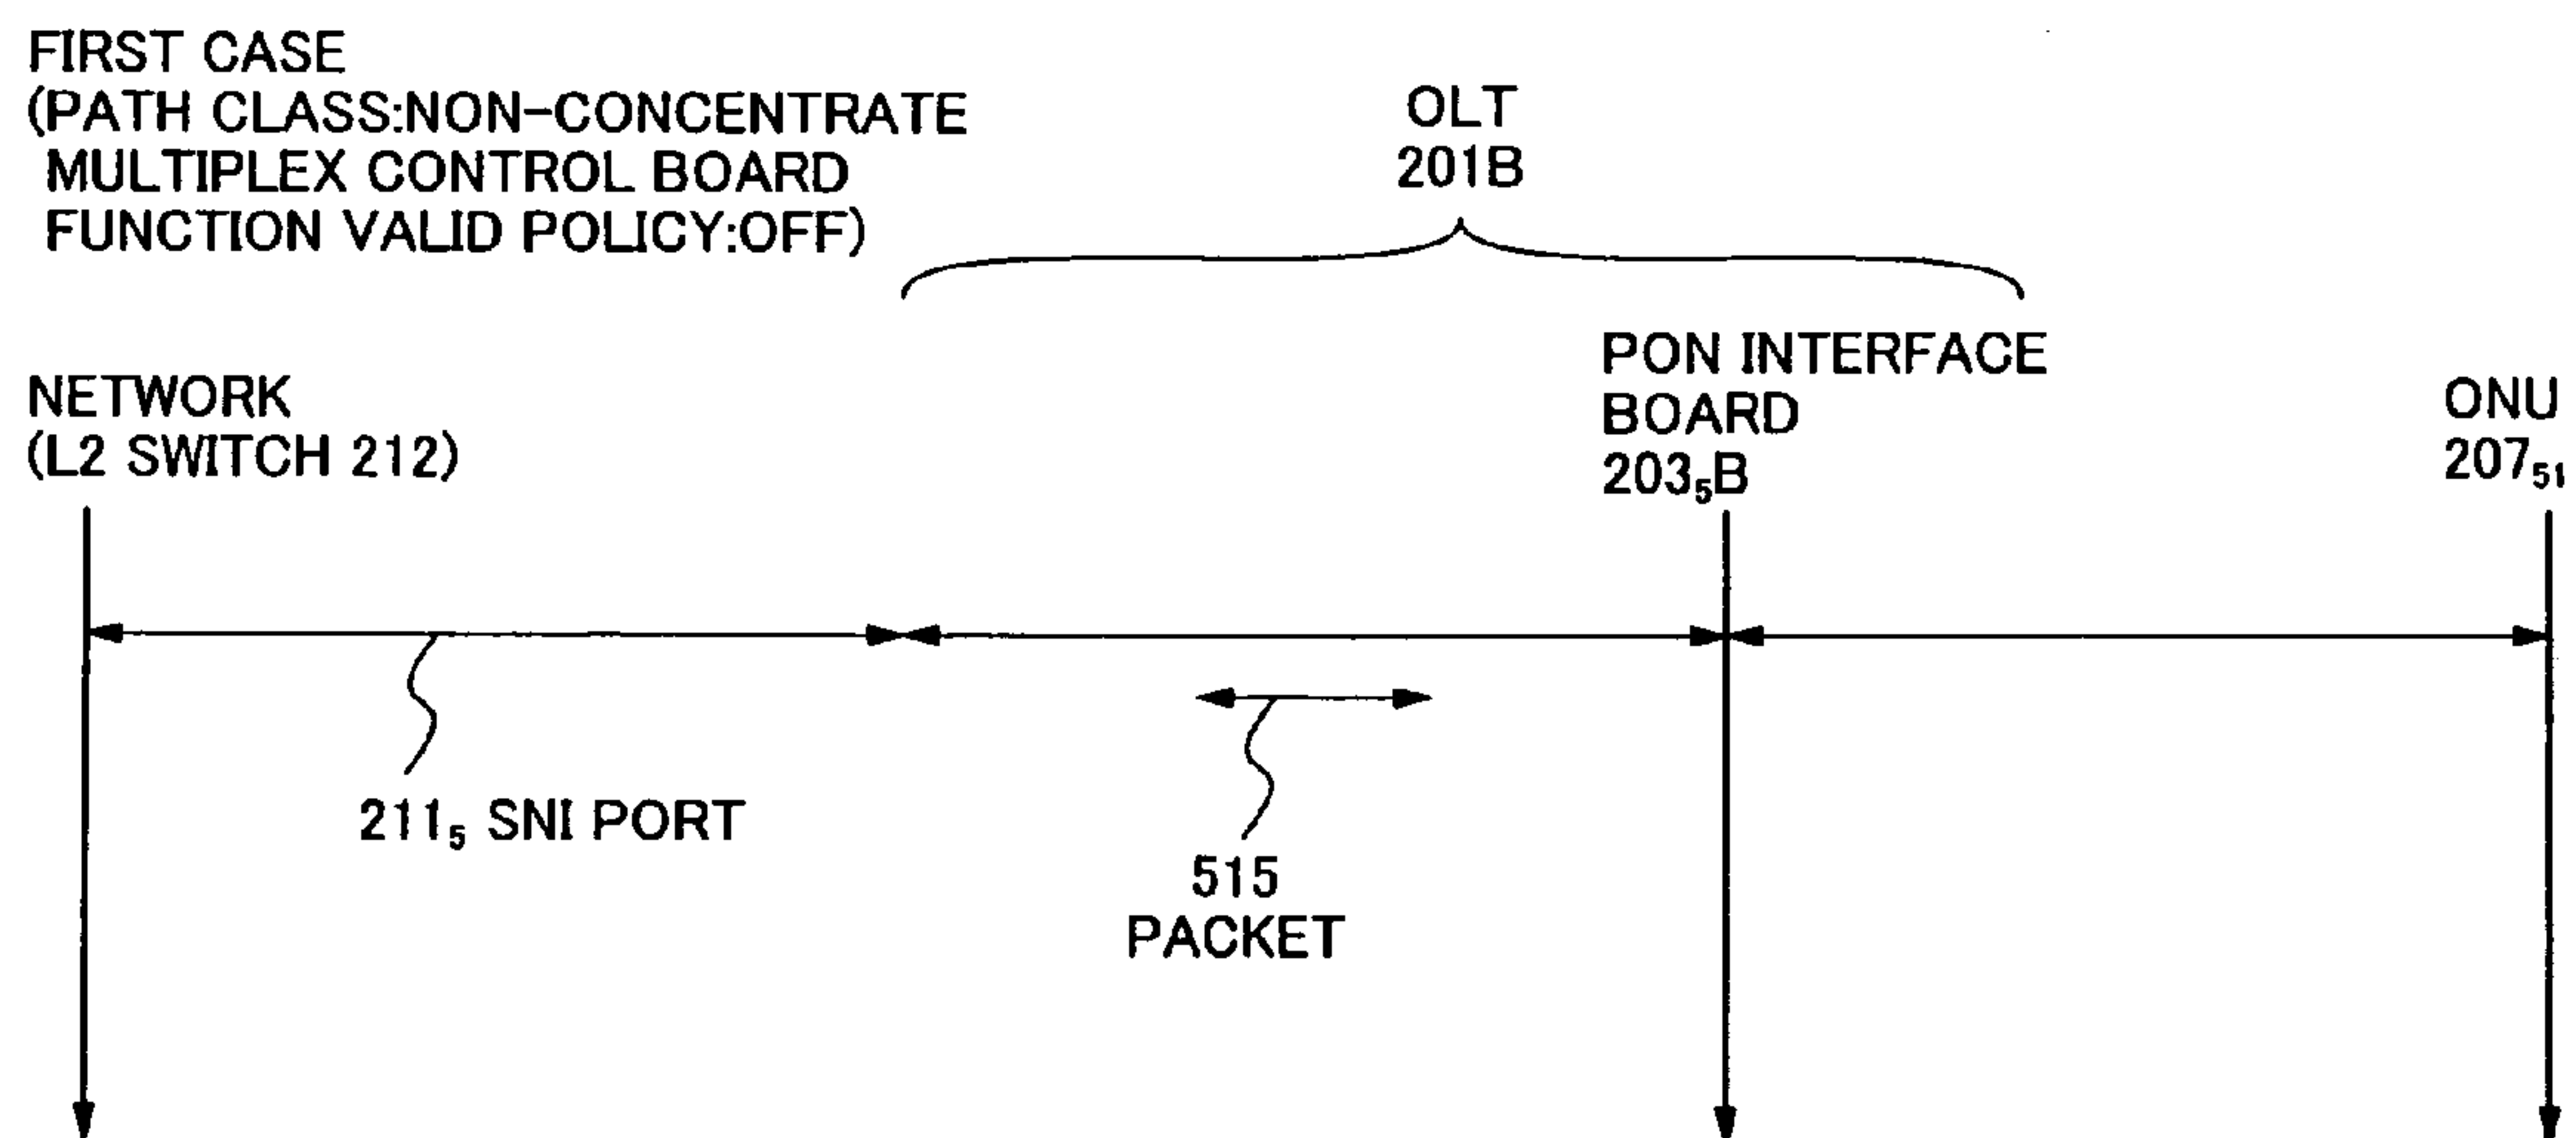 FIRST CASE
(PATH CLASS:NON-CONCENTRATE
MULTIPLEX CONTROL BOARD
FUNCTION VALID POLICY:OFF)
OLT
201B
NETWORK
(L2 SWITCH 212)
PON INTERFACE
BOARD
203₅B
ONU
207₅₁
211₅ SNI PORT
515
PACKET